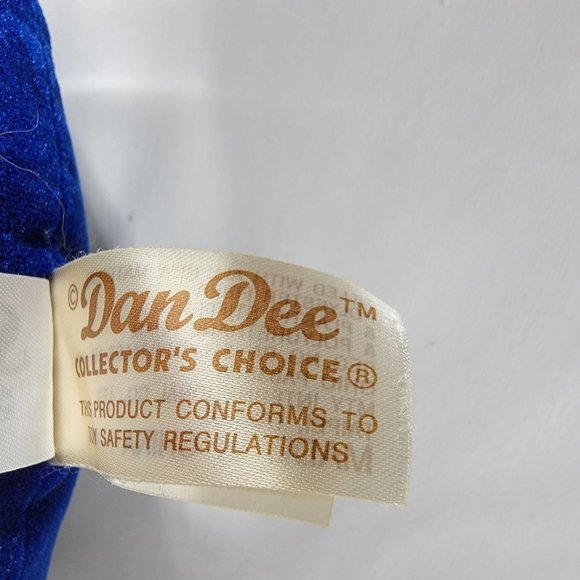 © Dan Dee™
COLLECTOR'S CHOICE®
THIS PRODUCT CONFORMS TO
TOY SAFETY REGULATIONS